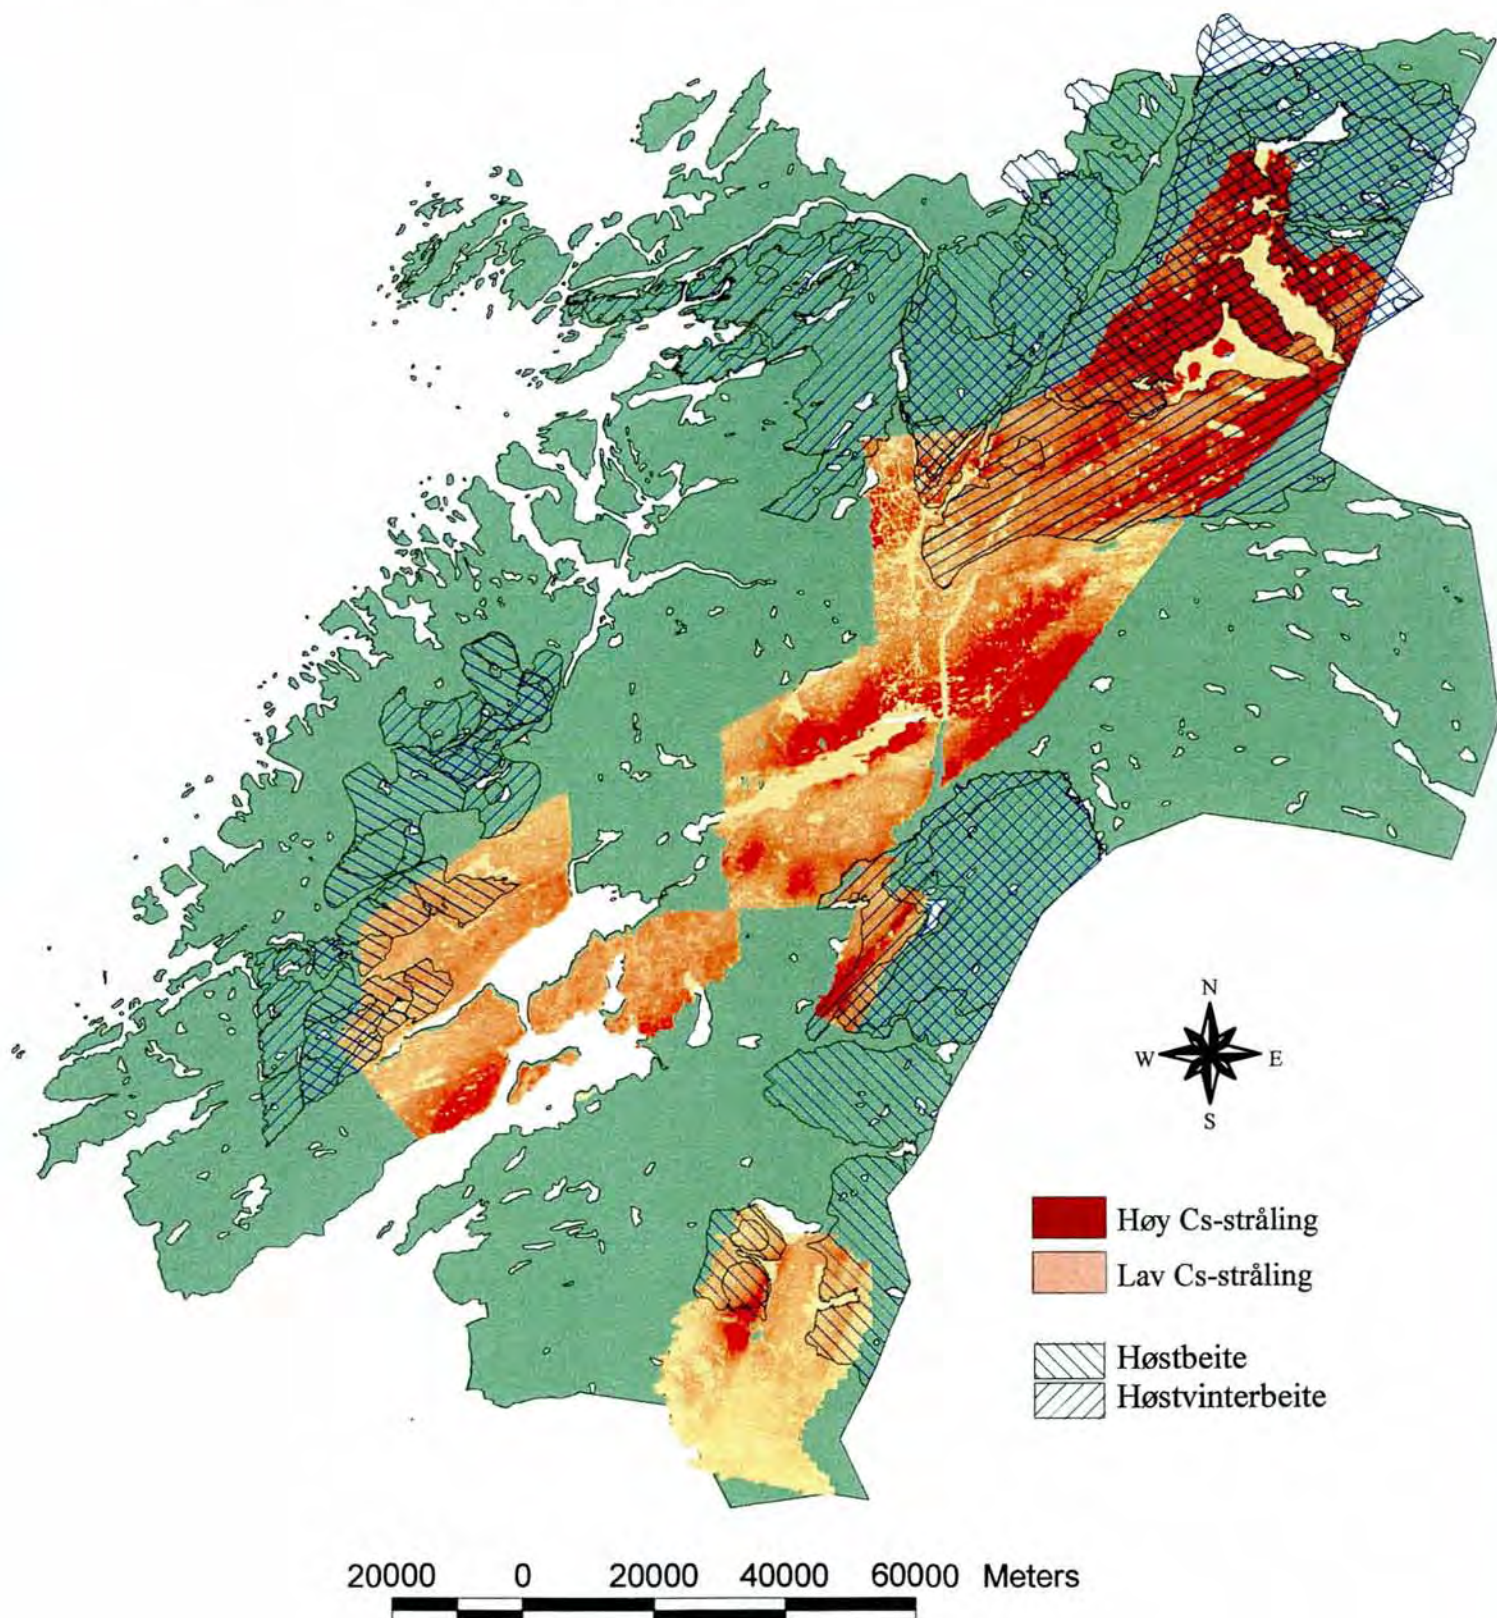 N
W E
S
Høy Cs-stråling
Lav Cs-stråling
Høstbeite
Høstvinterbeite
20000 0 20000 40000 60000 Meters